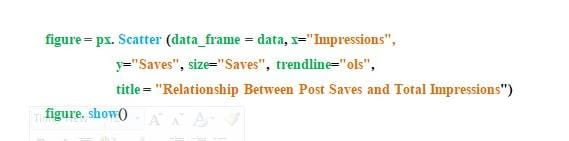 figure = px. Scatter (data_frame = data, x="Impressions",
y="Saves", size="Saves", trendline="ols",
title = "Relationship Between Post Saves and Total Impressions")
figure. show()